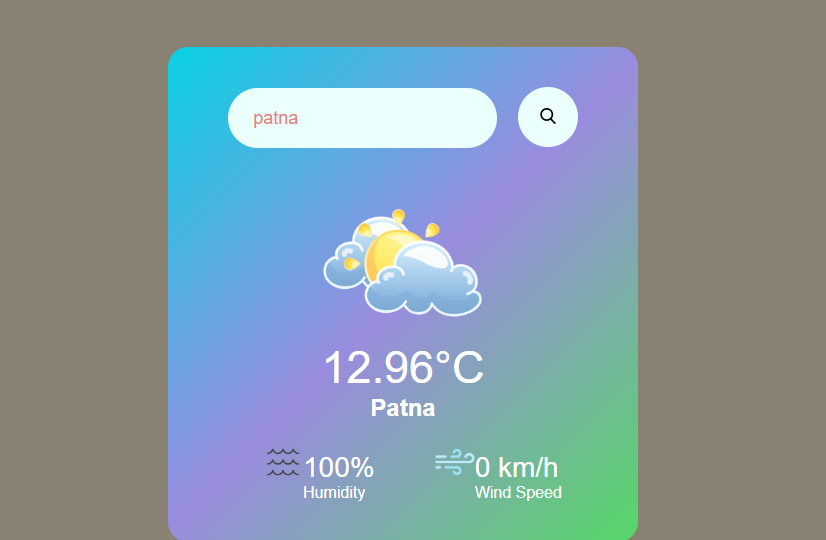 patna
12.96°C
Patna
100%
Humidity
0 km/h
Wind Speed